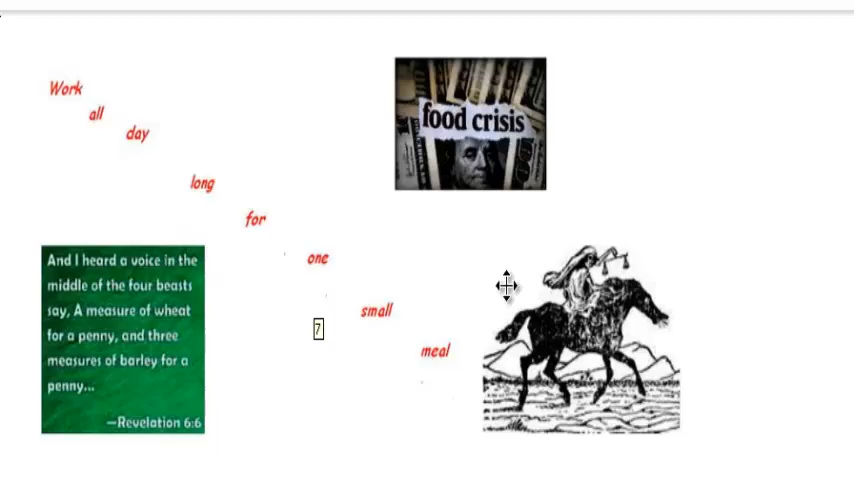 Work
all
day
long
for
one
small
meal
food crisis
And I heard a voice in the
middle of the four beasts
say, A measure of wheat
for a penny, and three
measures of barley for a
penny...
—Revelation 6:6
7